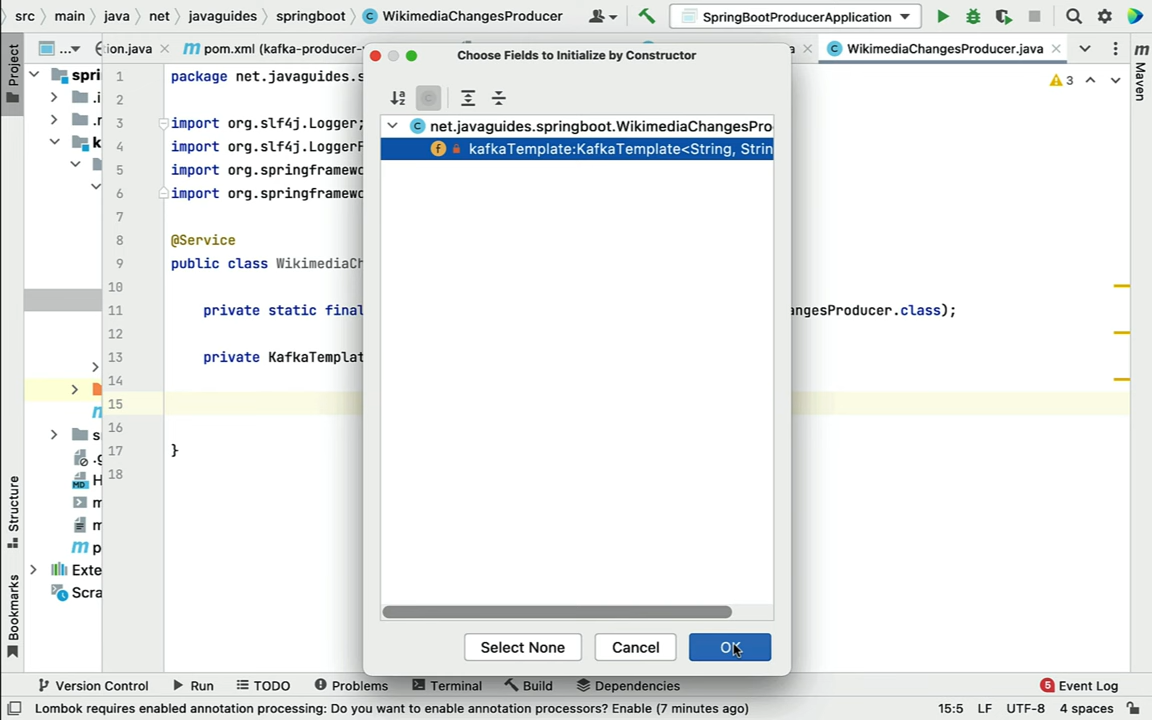 src main java net javaguides springboot WikimediaChangesProducer SpringBootProducerApplication
...
ion.java pom.xml (kafka-producer- WikimediaChangesProducer.java
Choose Fields to Initialize by Constructor
net.javaguides.springboot.WikimediaChangesPro
kafkaTemplate:KafkaTemplate<String, Strin
Select None Cancel OK
Project
Structure
Bookmarks
Maven
spri
.i
.r
k
s
.g
H
m
m
p
Exte
Scra
3
1 package net.javaguides.s
2
3 import org.slf4j.Logger;
4 import org.slf4j.LoggerF
5 import org.springframewo
6 import org.springframewo
7
8 @Service
9 public class WikimediaCh
10
11 private static final angesProducer.class);
12
13 private KafkaTemplat
14
15
16
17 }
18
Version Control Run TODO Problems Terminal Build Dependencies 5 Event Log
Lombok requires enabled annotation processing: Do you want to enable annotation processors? Enable (7 minutes ago) 15:5 LF UTF-8 4 spaces